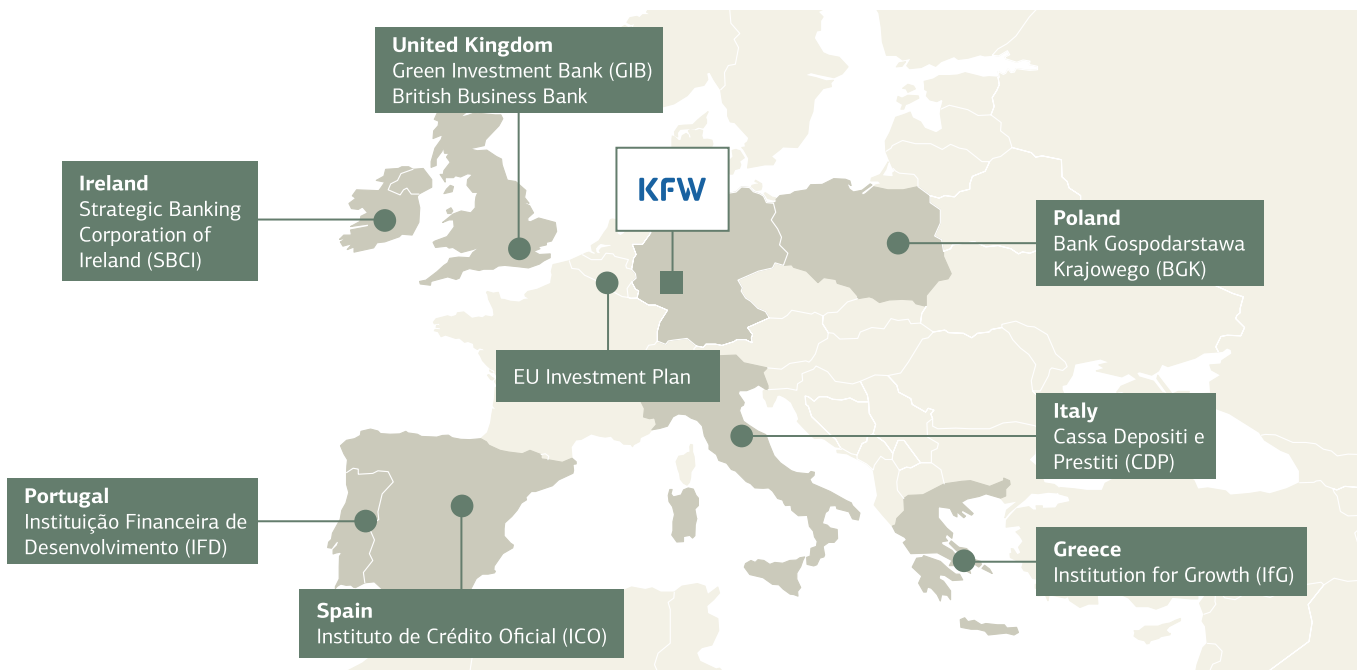 United Kingdom
Green Investment Bank (GIB)
British Business Bank
KFW
Ireland
Strategic Banking
Corporation of
Ireland (SBCI)
Poland
Bank Gospodarstawa
Krajowego (BGK)
EU Investment Plan
Italy
Cassa Depositi e
Prestiti (CDP)
Portugal
Instituição Financeira de
Desenvolvimento (IFD)
Greece
Institution for Growth (IfG)
Spain
Instituto de Crédito Oficial (ICO)